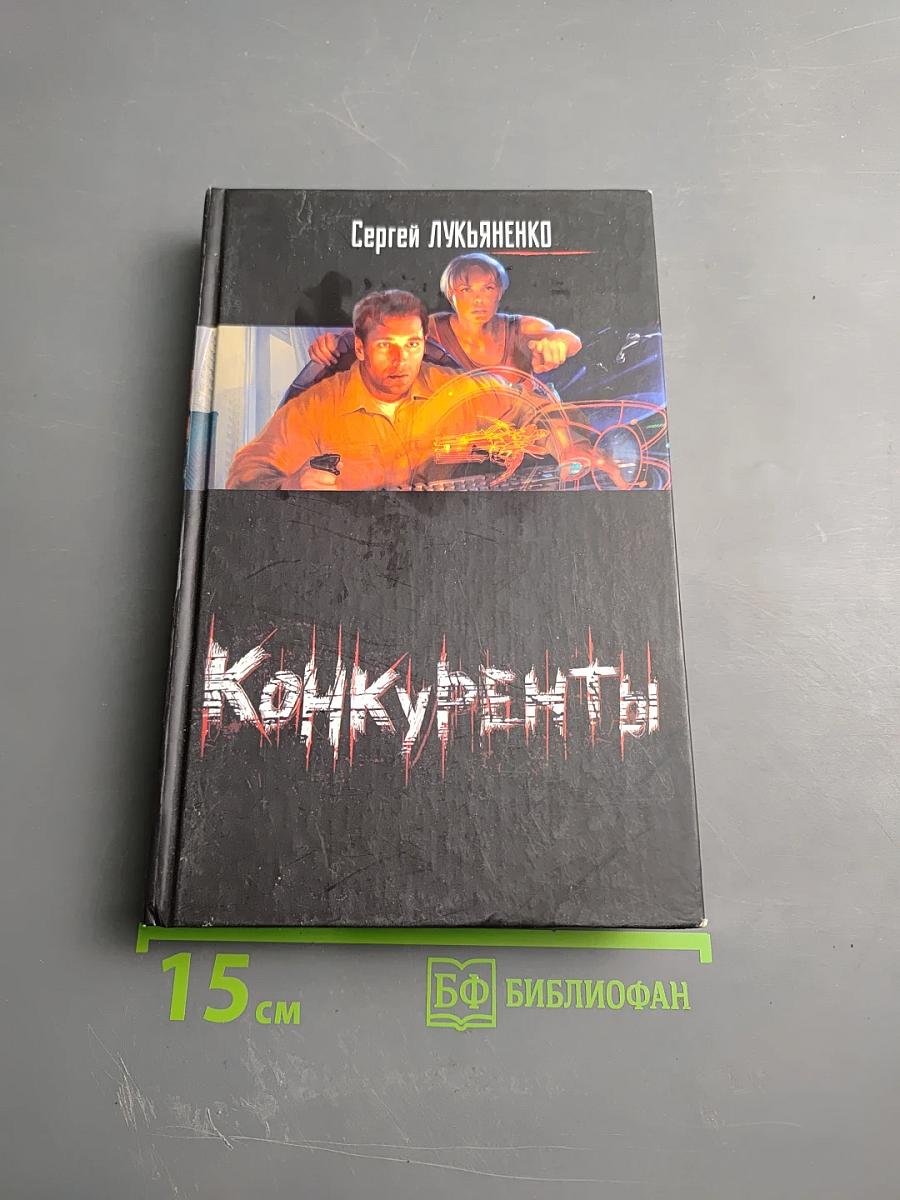 Сергей ЛУКЬЯНЕНКО
КОНКУРЕНТЫ
15 см
БФ БИБЛИОФАН